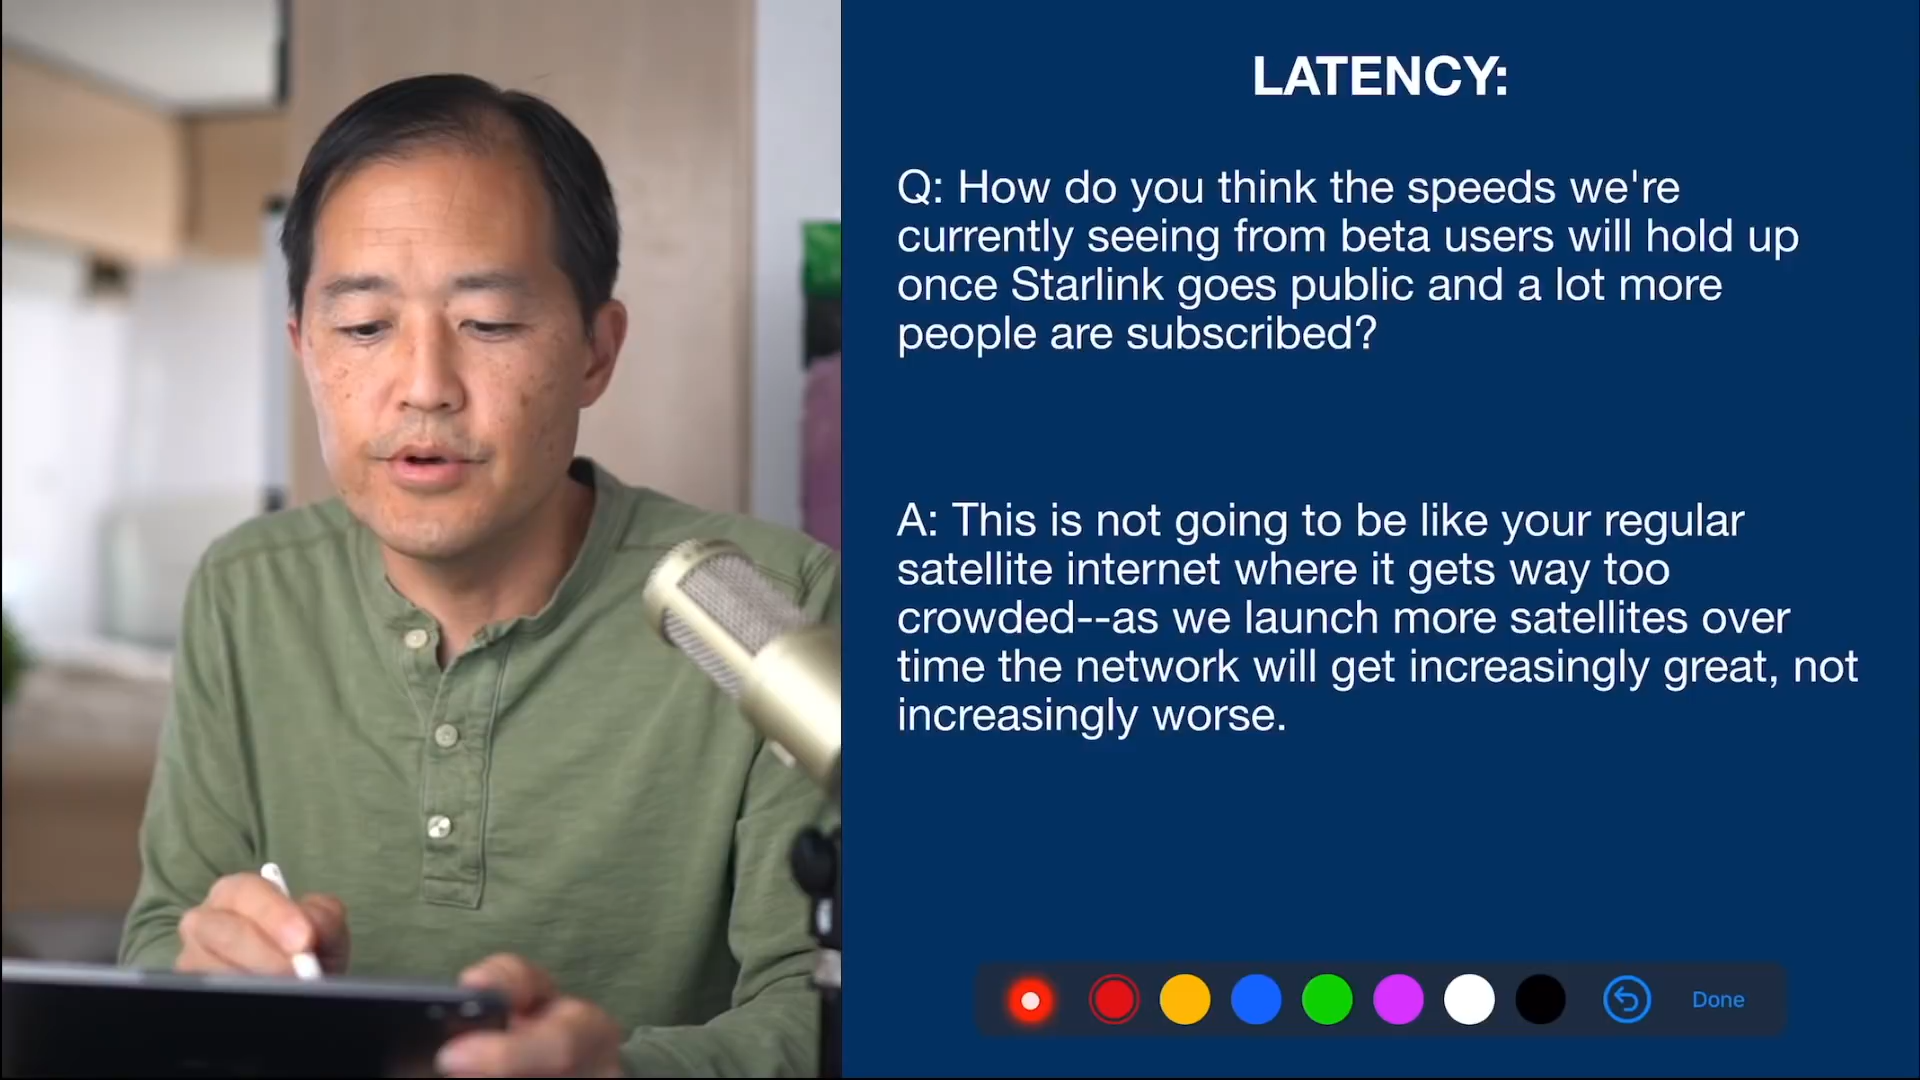 LATENCY:
Q: How do you think the speeds we're
currently seeing from beta users will hold up
once Starlink goes public and a lot more
people are subscribed?
A: This is not going to be like your regular
satellite internet where it gets way too
crowded--as we launch more satellites over
time the network will get increasingly great, not
increasingly worse.
Done